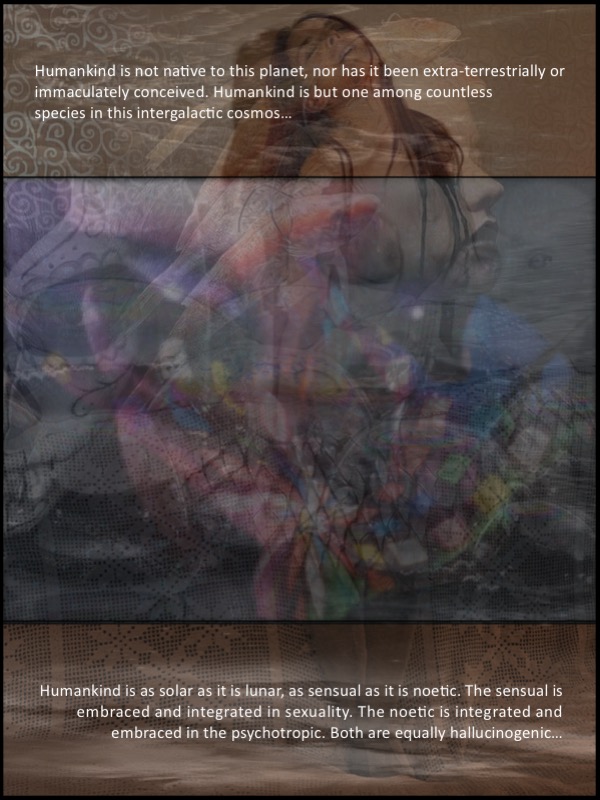 Humankind is not native to this planet, nor has it been extra-terrestrially or
immaculately conceived. Humankind is but one among countless
species in this intergalactic cosmos...
Humankind is as solar as it is lunar, as sensual as it is noetic. The sensual is
embraced and integrated in sexuality. The noetic is integrated and
embraced in the psychotropic. Both are equally hallucinogenic...